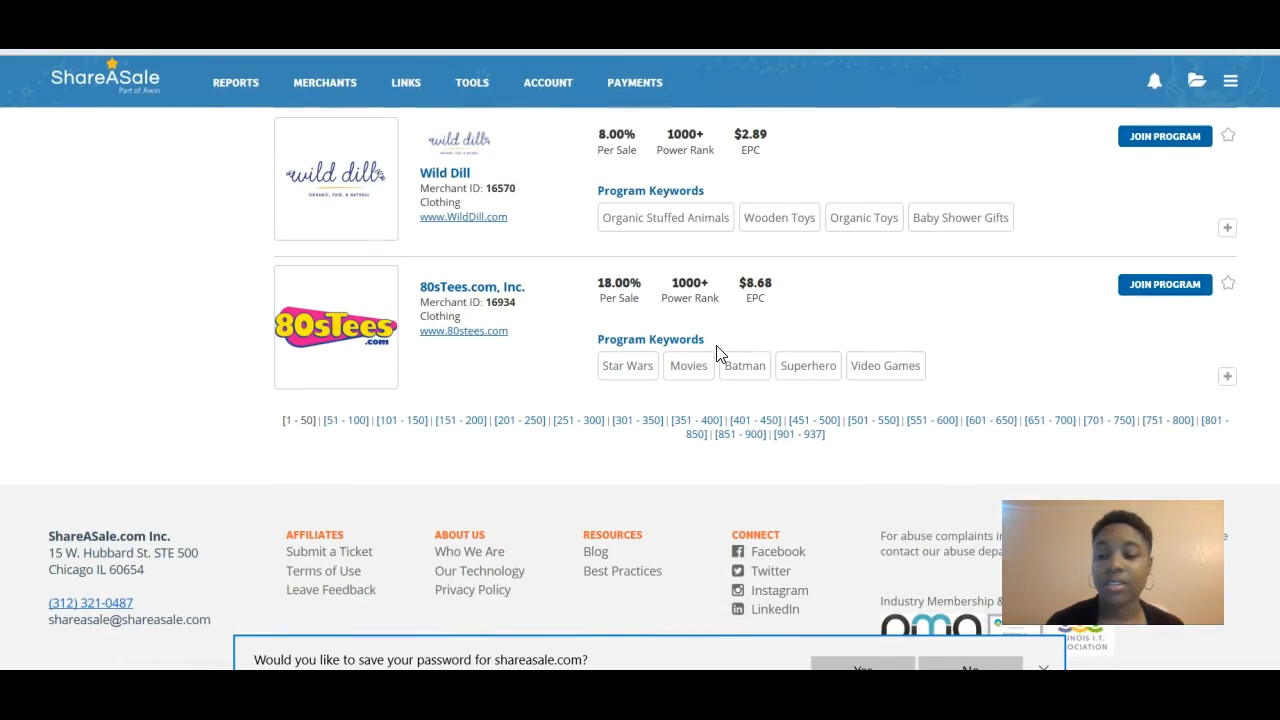 ShareASale
Part of Awin
REPORTS MERCHANTS LINKS TOOLS ACCOUNT PAYMENTS
wild dill
ORGANIC, FAIR, & NATURAL
wild dill
Wild Dill
Merchant ID: 16570
Clothing
www.WildDill.com
8.00% 1000+ $2.89
Per Sale Power Rank EPC
Program Keywords
Organic Stuffed Animals Wooden Toys Organic Toys Baby Shower Gifts
JOIN PROGRAM
80sTees
.com
80sTees.com, Inc.
Merchant ID: 16934
Clothing
www.80stees.com
18.00% 1000+ $8.68
Per Sale Power Rank EPC
Program Keywords
Star Wars Movies Batman Superhero Video Games
JOIN PROGRAM
[1 - 50] | [51 - 100] | [101 - 150] | [151 - 200] | [201 - 250] | [251 - 300] | [301 - 350] | [351 - 400] | [401 - 450] | [451 - 500] | [501 - 550] | [551 - 600] | [601 - 650] | [651 - 700] | [701 - 750] | [751 - 800] | [801 -
850] | [851 - 900] | [901 - 937]
ShareASale.com Inc.
15 W. Hubbard St. STE 500
Chicago IL 60654
(312) 321-0487
shareasale@shareasale.com
AFFILIATES
Submit a Ticket
Terms of Use
Leave Feedback
ABOUT US
Who We Are
Our Technology
Privacy Policy
RESOURCES
Blog
Best Practices
CONNECT
Facebook
Twitter
Instagram
LinkedIn
For abuse complaints
contact our abuse
Industry Membership &
pma
Would you like to save your password for shareasale.com?
Yes No